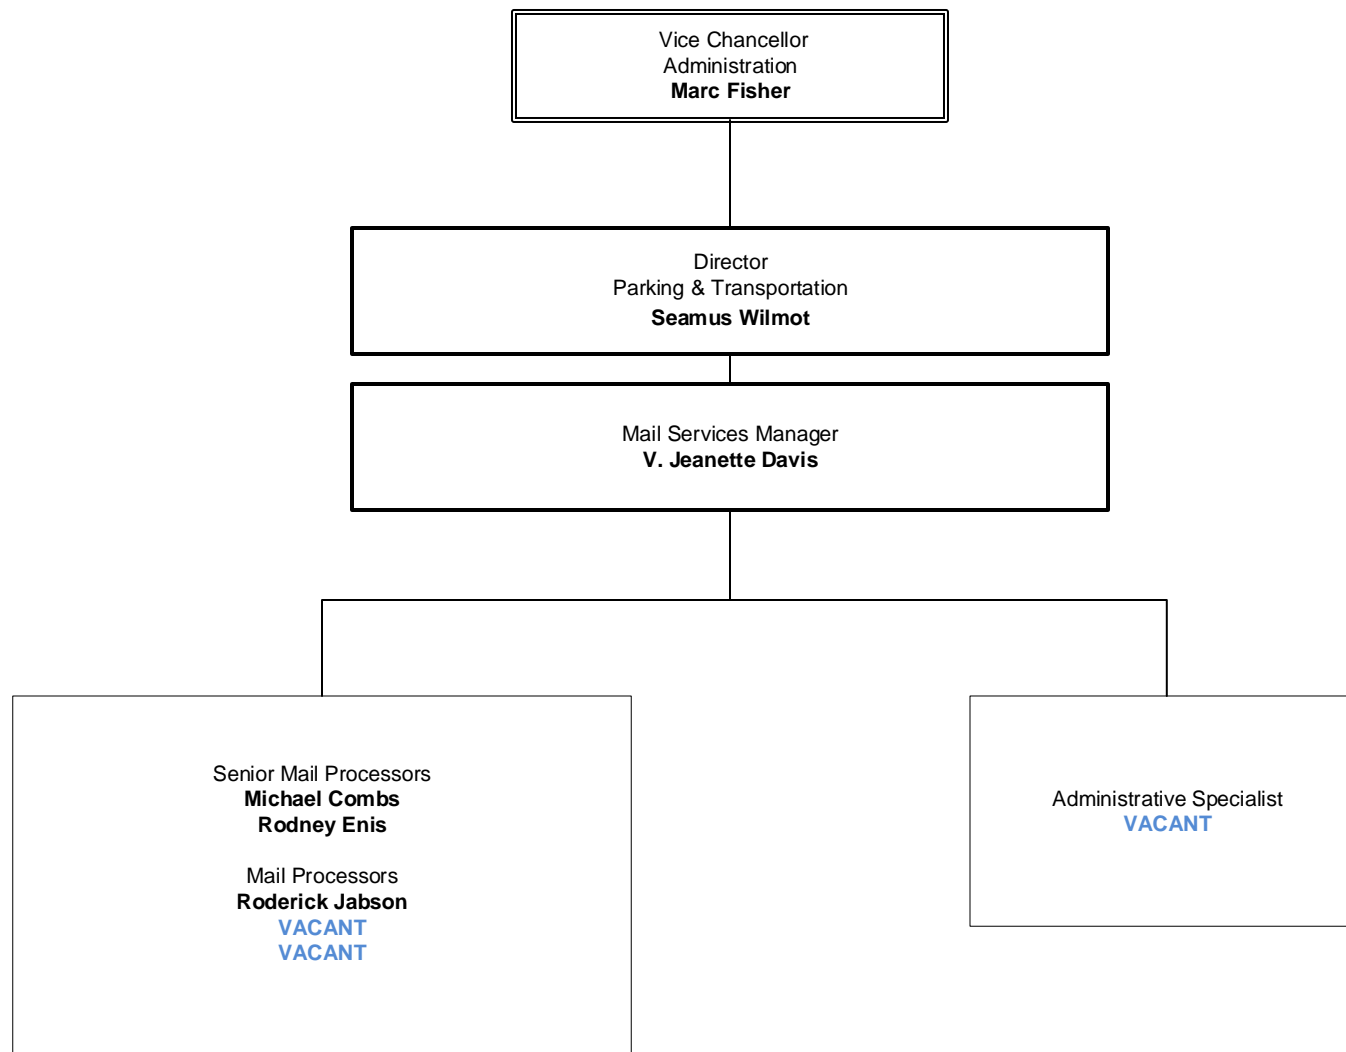 Vice Chancellor
Administration
Marc Fisher
Director
Parking & Transportation
Seamus Wilmot
Mail Services Manager
V. Jeanette Davis
Senior Mail Processors
Michael Combs
Rodney Enis
Mail Processors
Roderick Jabson
VACANT
VACANT
Administrative Specialist
VACANT